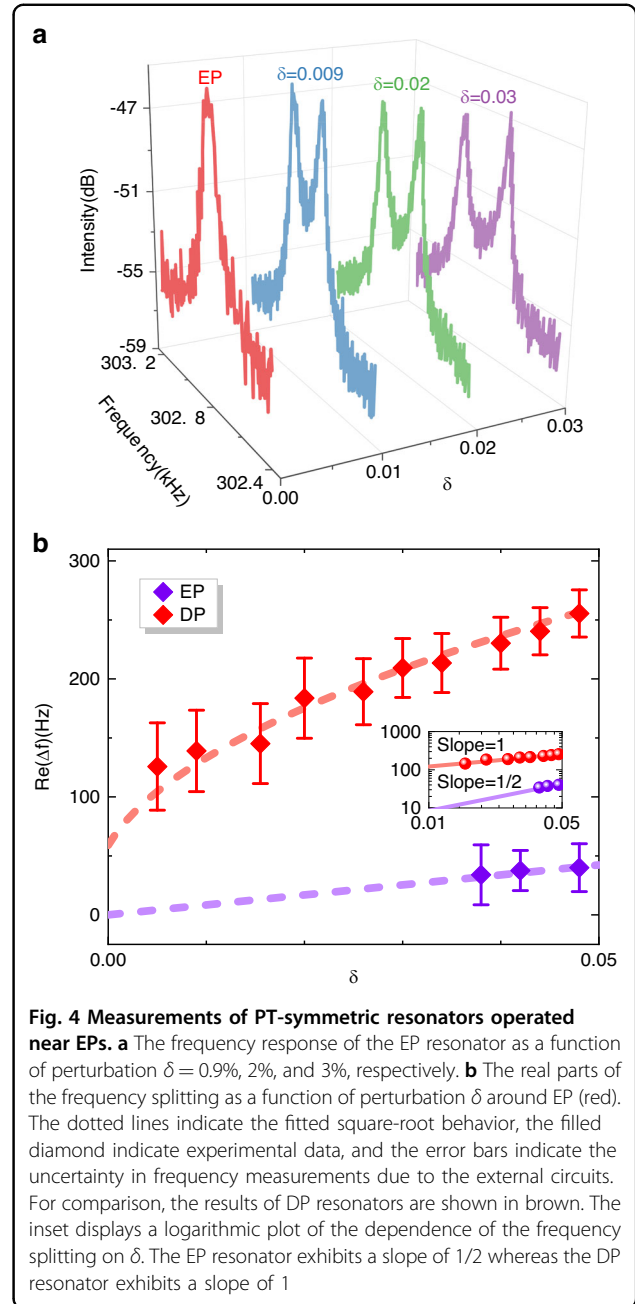 a
EP
δ=0.009
δ=0.02
δ=0.03
-47
-51
-55
-59
Intensity(dB)
303. 2
302. 8
302.4
Frequency(kHz)
0.00
0.01
0.02
0.03
δ
b
300
200
100
0
Re(Δf)(Hz)
EP
DP
1000
100
10
Slope=1
Slope=1/2
0.01
0.05
0.00
0.05
δ
Fig. 4 Measurements of PT-symmetric resonators operated
near EPs. a The frequency response of the EP resonator as a function
of perturbation δ = 0.9%, 2%, and 3%, respectively. b The real parts of
the frequency splitting as a function of perturbation δ around EP (red).
The dotted lines indicate the fitted square-root behavior, the filled
diamond indicate experimental data, and the error bars indicate the
uncertainty in frequency measurements due to the external circuits.
For comparison, the results of DP resonators are shown in brown. The
inset displays a logarithmic plot of the dependence of the frequency
splitting on δ. The EP resonator exhibits a slope of 1/2 whereas the DP
resonator exhibits a slope of 1